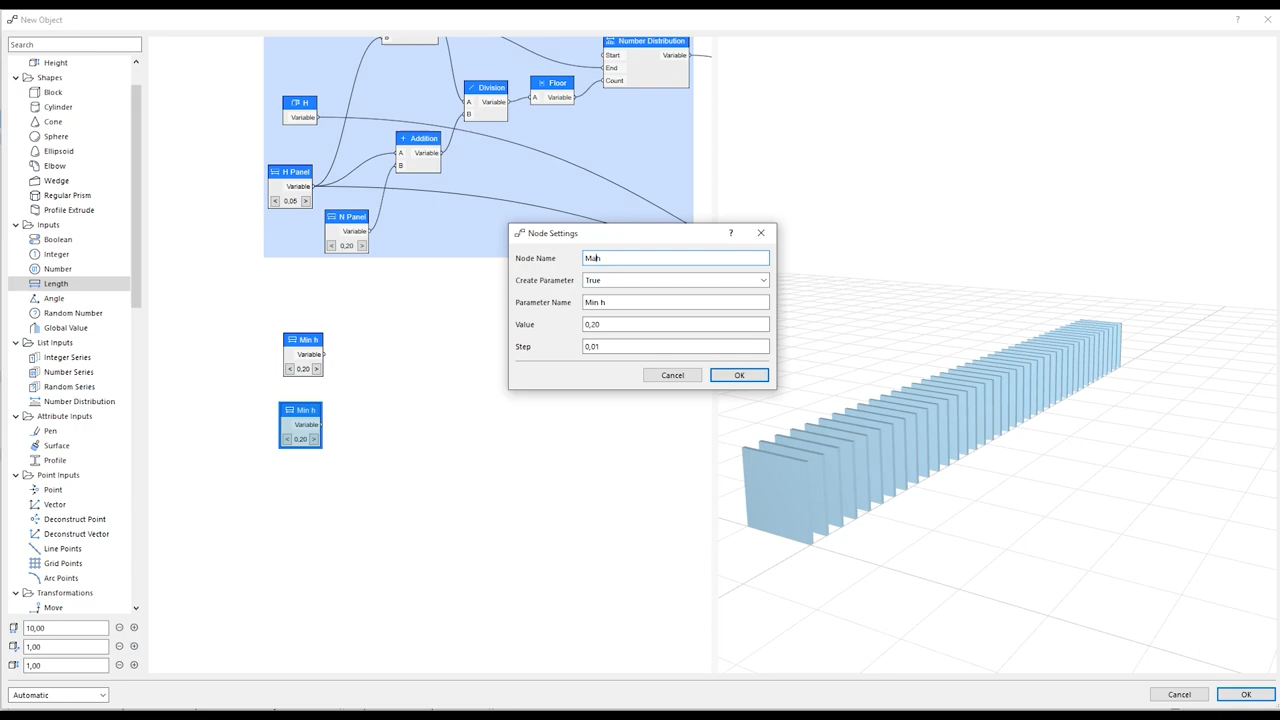 New Object
?
Search
Height
Shapes
Block
Cylinder
Cone
Sphere
Ellipsoid
Elbow
Wedge
Regular Prism
Profile Extrude
Inputs
Boolean
Integer
Number
Length
Angle
Random Number
Global Value
List Inputs
Integer Series
Number Series
Random Series
Number Distribution
Attribute Inputs
Pen
Surface
Profile
Point Inputs
Point
Vector
Deconstruct Point
Deconstruct Vector
Line Points
Grid Points
Arc Points
Transformations
Move
10,00
1,00
1,00
Automatic
B
Number Distribution
Start
Variable
End
Count
Division
A
Variable
B
Floor
A
Variable
H
Variable
+ Addition
A
Variable
B
H Panel
Variable
< 0,05 >
N Panel
Variable
< 0,20 >
Min h
Variable
< 0,20 >
Min h
Variable
< 0,20 >
Node Settings
?
Node Name
Mah
Create Parameter
True
Parameter Name
Min h
Value
0,20
Step
0,01
Cancel
OK
Cancel
OK